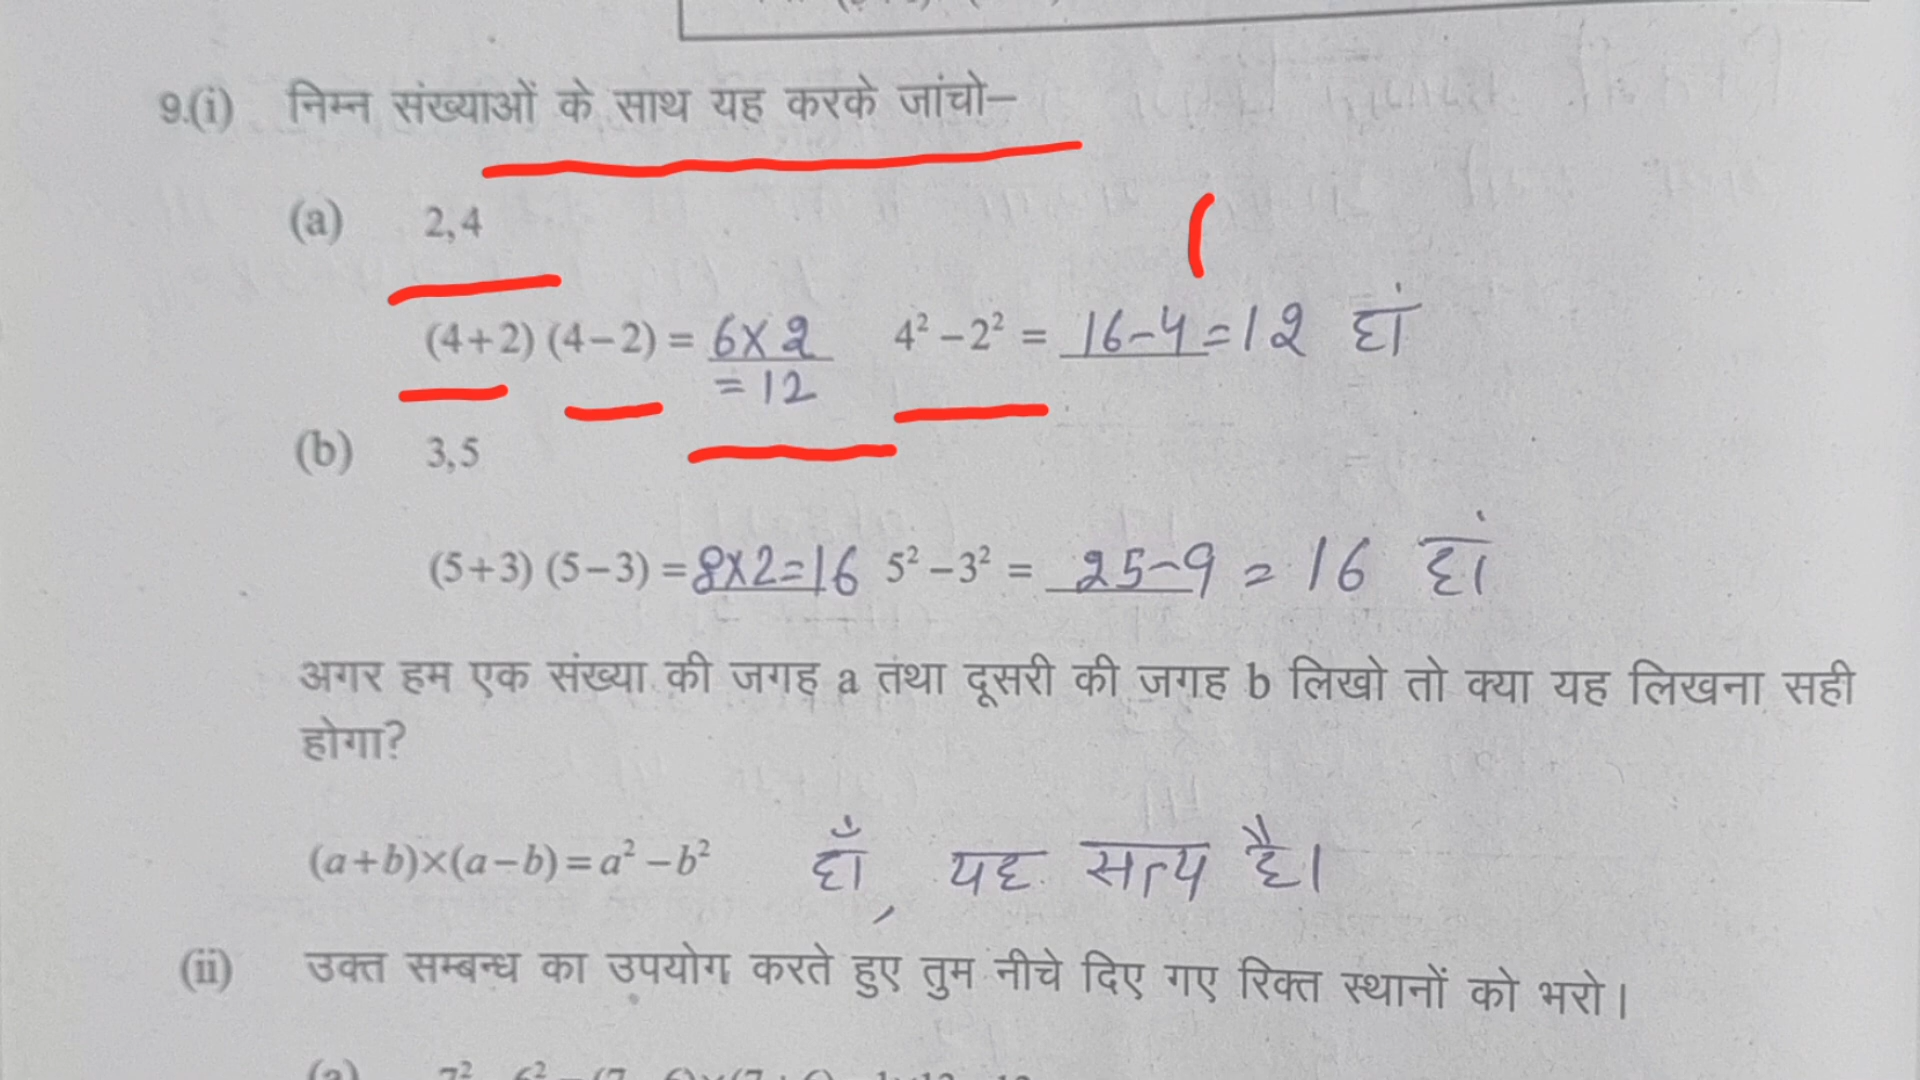 9.(i) निम्न संख्याओं के साथ यह करके जांचो–
(a) 2,4
(4+2) (4−2) = 6×2 4² − 2² = 16−4 = 12 हां
= 12
(b) 3,5
(5+3) (5−3) = 8×2=16 5² − 3² = 25−9 = 16 हां
अगर हम एक संख्या की जगह a तथा दूसरी की जगह b लिखो तो क्या यह लिखना सही
होगा?
(a+b)×(a−b)=a² −b² हाँ, यह सत्य है।
(ii) उक्त सम्बन्ध का उपयोग करते हुए तुम नीचे दिए गए रिक्त स्थानों को भरो।